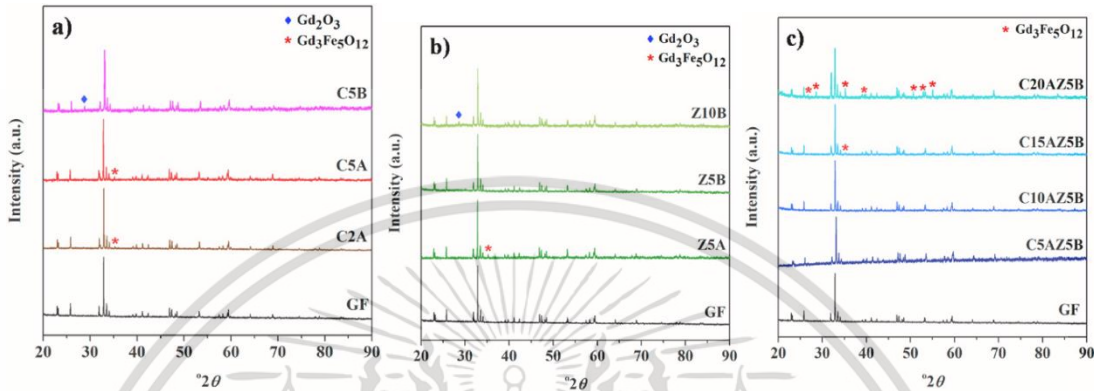 a)
♦ Gd2O3
* Gd3Fe5O12
C5B
C5A
C2A
GF
Intensity (a.u.)
20 30 40 50 60 70 80 90
°2θ
b)
♦ Gd2O3
* Gd3Fe5O12
Z10B
Z5B
Z5A
GF
Intensity (a.u.)
20 30 40 50 60 70 80 90
°2θ
c)
* Gd3Fe5O12
C20AZ5B
C15AZ5B
C10AZ5B
C5AZ5B
GF
Intensity (a.u.)
20 30 40 50 60 70 80 90
°2θ